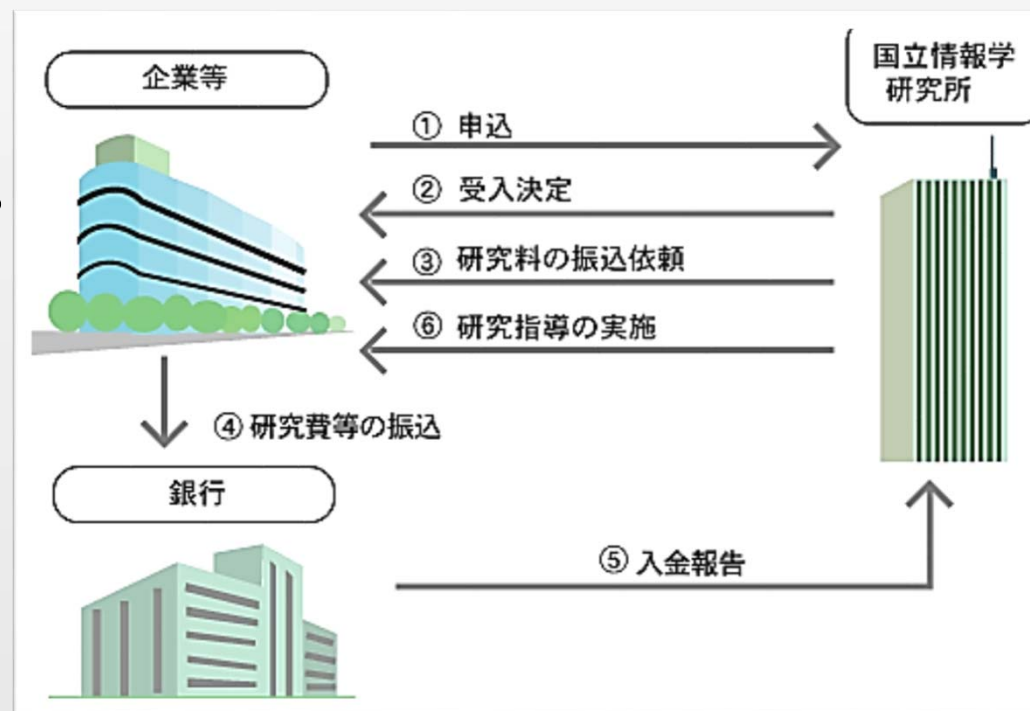 企業等
国立情報学
研究所
① 申込
② 受入決定
③ 研究料の振込依頼
⑥ 研究指導の実施
④ 研究費等の振込
銀行
⑤ 入金報告